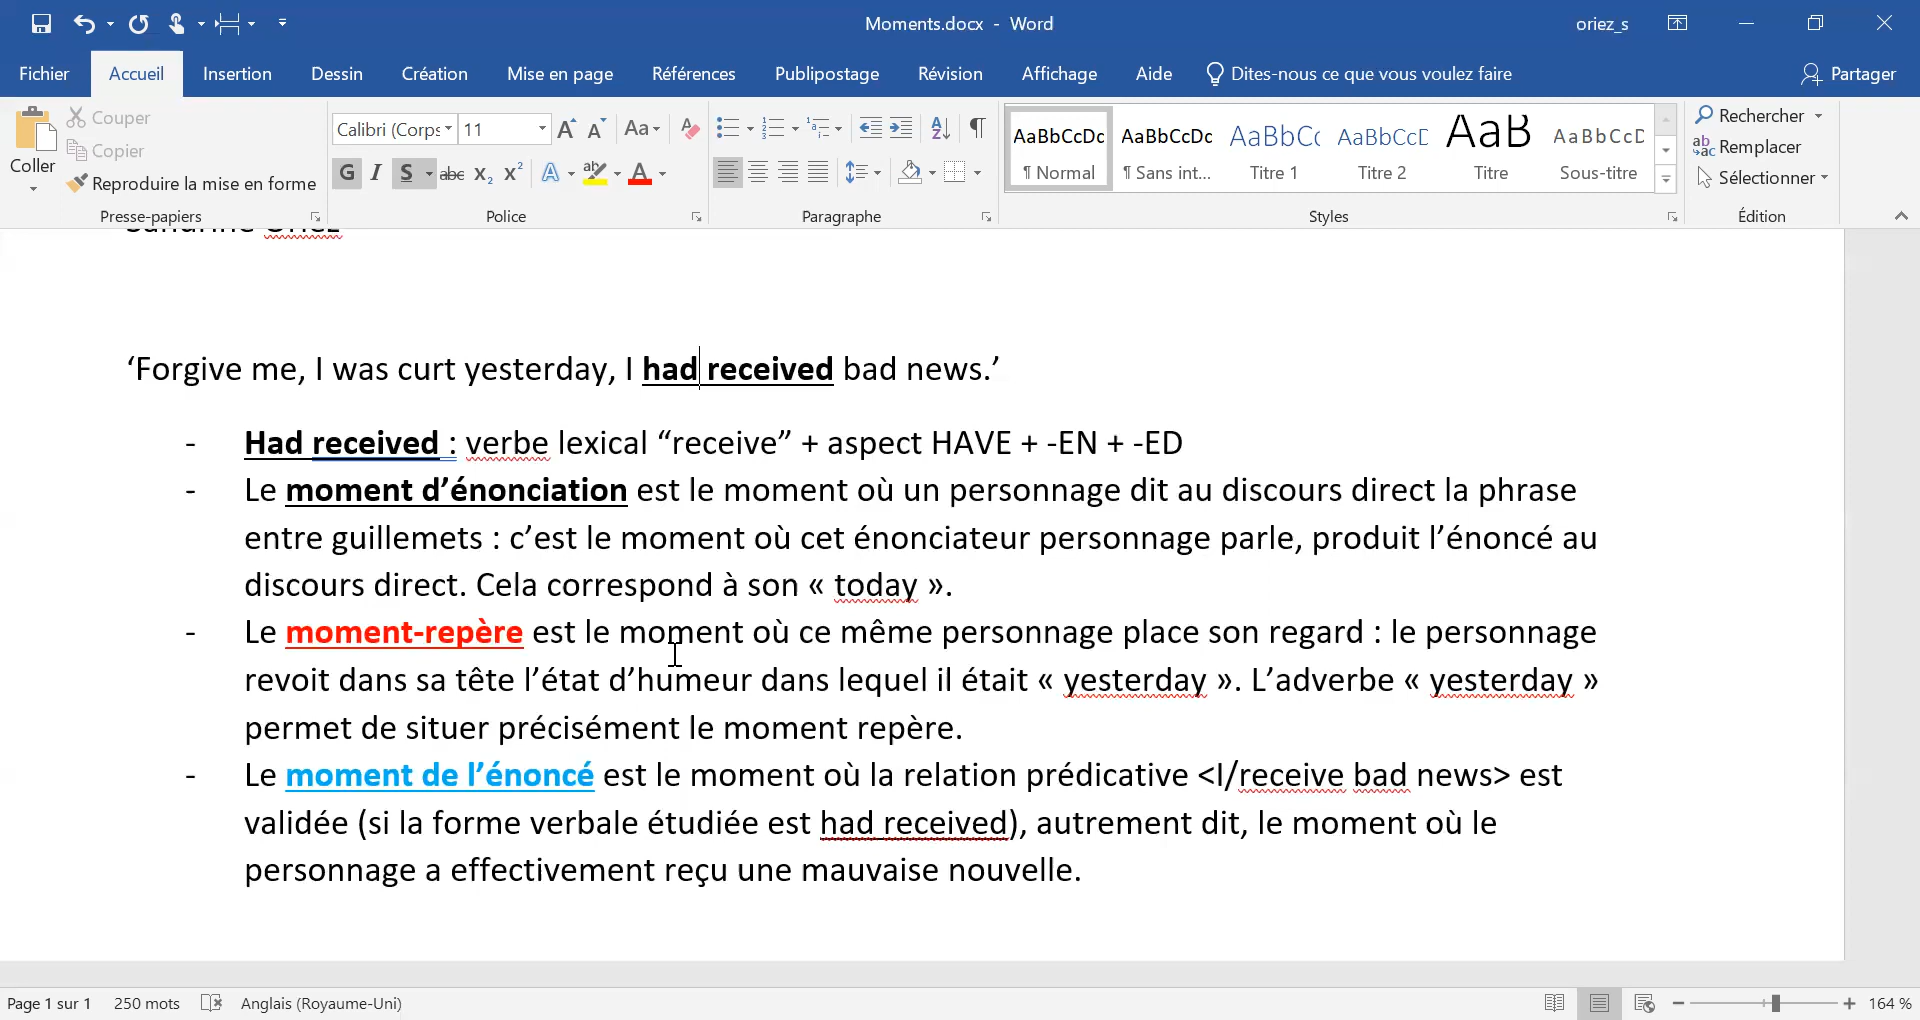 Moments.docx - Word
oriez_s
Fichier Accueil Insertion Dessin Création Mise en page Références Publipostage Révision Affichage Aide Dites-nous ce que vous voulez faire Partager
Coller
Couper
Copier
Reproduire la mise en forme
Presse-papiers
Calibri (Corps 11
Aa
G I S abc X₂ X² A ab A
Police
Paragraphe
AaBbCcDc AaBbCcDc AaBbCc AaBbCcD AaB AaBbCcD
¶ Normal ¶ Sans int... Titre 1 Titre 2 Titre Sous-titre
Styles
Rechercher
Remplacer
Sélectionner
Édition
Sandrine Oriez
‘Forgive me, I was curt yesterday, I had received bad news.’
- Had received : verbe lexical “receive” + aspect HAVE + -EN + -ED
- Le moment d’énonciation est le moment où un personnage dit au discours direct la phrase
entre guillemets : c’est le moment où cet énonciateur personnage parle, produit l’énoncé au
discours direct. Cela correspond à son « today ».
- Le moment-repère est le moment où ce même personnage place son regard : le personnage
revoit dans sa tête l’état d’humeur dans lequel il était « yesterday ». L’adverbe « yesterday »
permet de situer précisément le moment repère.
- Le moment de l’énoncé est le moment où la relation prédicative <I/receive bad news> est
validée (si la forme verbale étudiée est had received), autrement dit, le moment où le
personnage a effectivement reçu une mauvaise nouvelle.
Page 1 sur 1 250 mots Anglais (Royaume-Uni) 164 %